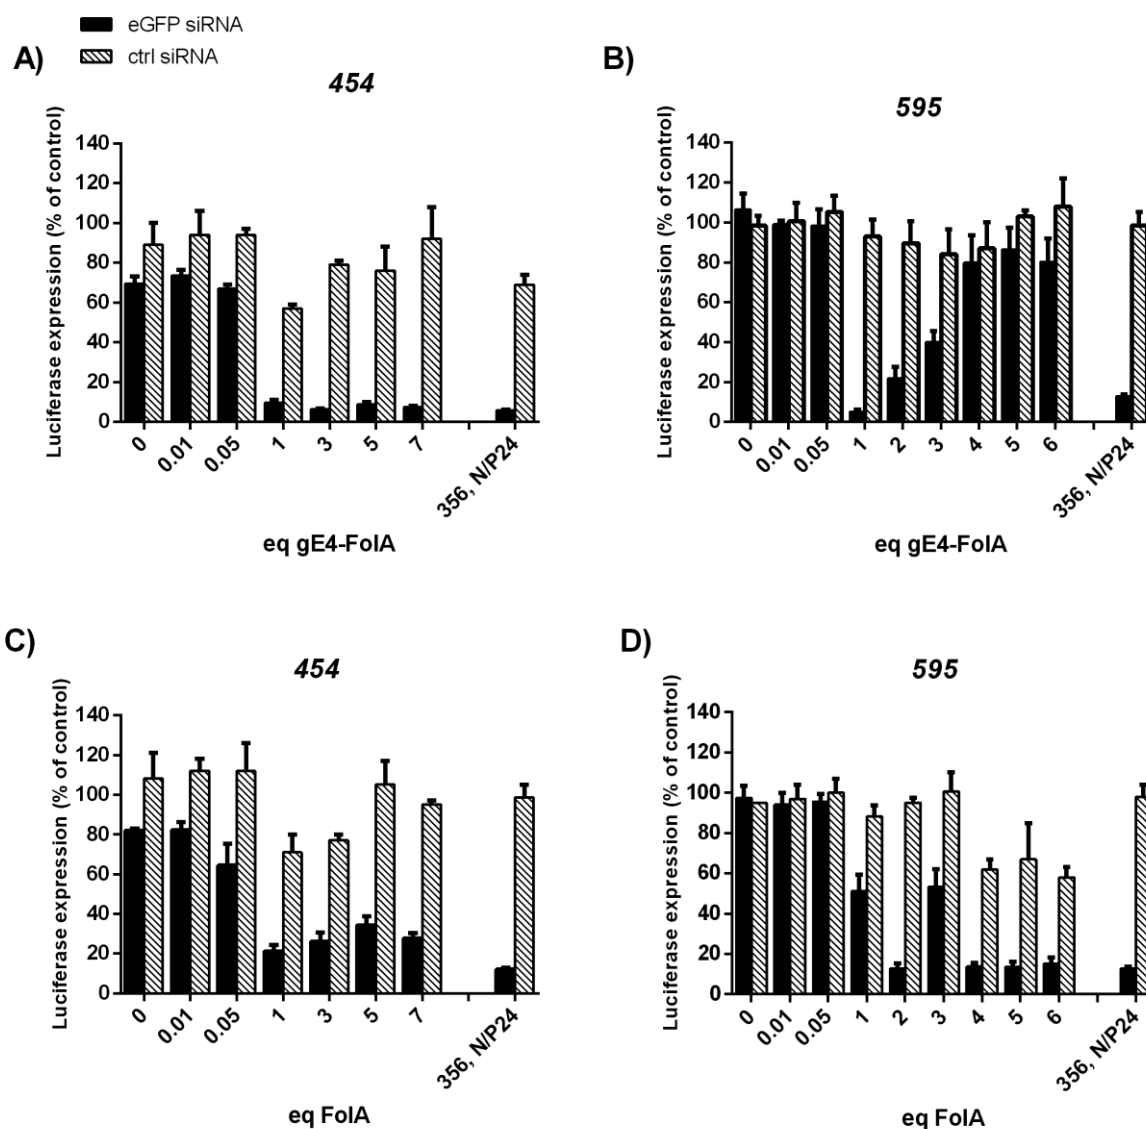 eGFP siRNA
ctrl siRNA
A)
454
Luciferase expression (% of control)
140
120
100
80
60
40
20
0
0 0.01 0.05 1 3 5 7 356, N/P24
eq gE4-FolA
B)
595
Luciferase expression (% of control)
140
120
100
80
60
40
20
0
0 0.01 0.05 1 2 3 4 5 6 356, N/P24
eq gE4-FolA
C)
454
Luciferase expression (% of control)
140
120
100
80
60
40
20
0
0 0.01 0.05 1 3 5 7 356, N/P24
eq FolA
D)
595
Luciferase expression (% of control)
140
120
100
80
60
40
20
0
0 0.01 0.05 1 2 3 4 5 6 356, N/P24
eq FolA